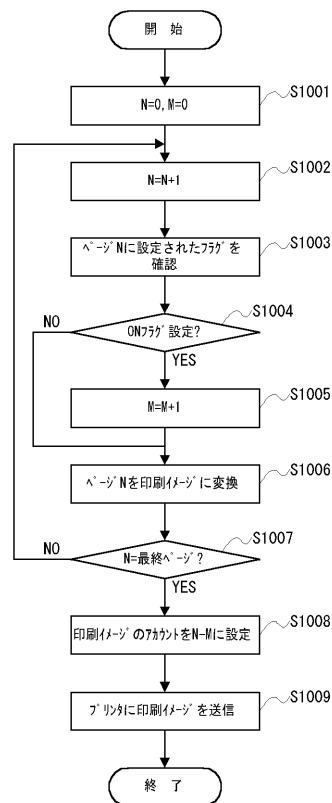 開 始
N=0,M=0
S1001
N=N+1
S1002
ﾍﾟｰｼﾞNに設定されたﾌﾗｸﾞを
確認
S1003
ONﾌﾗｸﾞ設定?
S1004
NO
YES
M=M+1
S1005
ﾍﾟｰｼﾞNを印刷ｲﾒｰｼﾞに変換
S1006
N=最終ﾍﾟｰｼﾞ?
S1007
NO
YES
印刷ｲﾒｰｼﾞのｱｶｳﾝﾄをN-Mに設定
S1008
ﾌﾟﾘﾝﾀに印刷ｲﾒｰｼﾞを送信
S1009
終 了